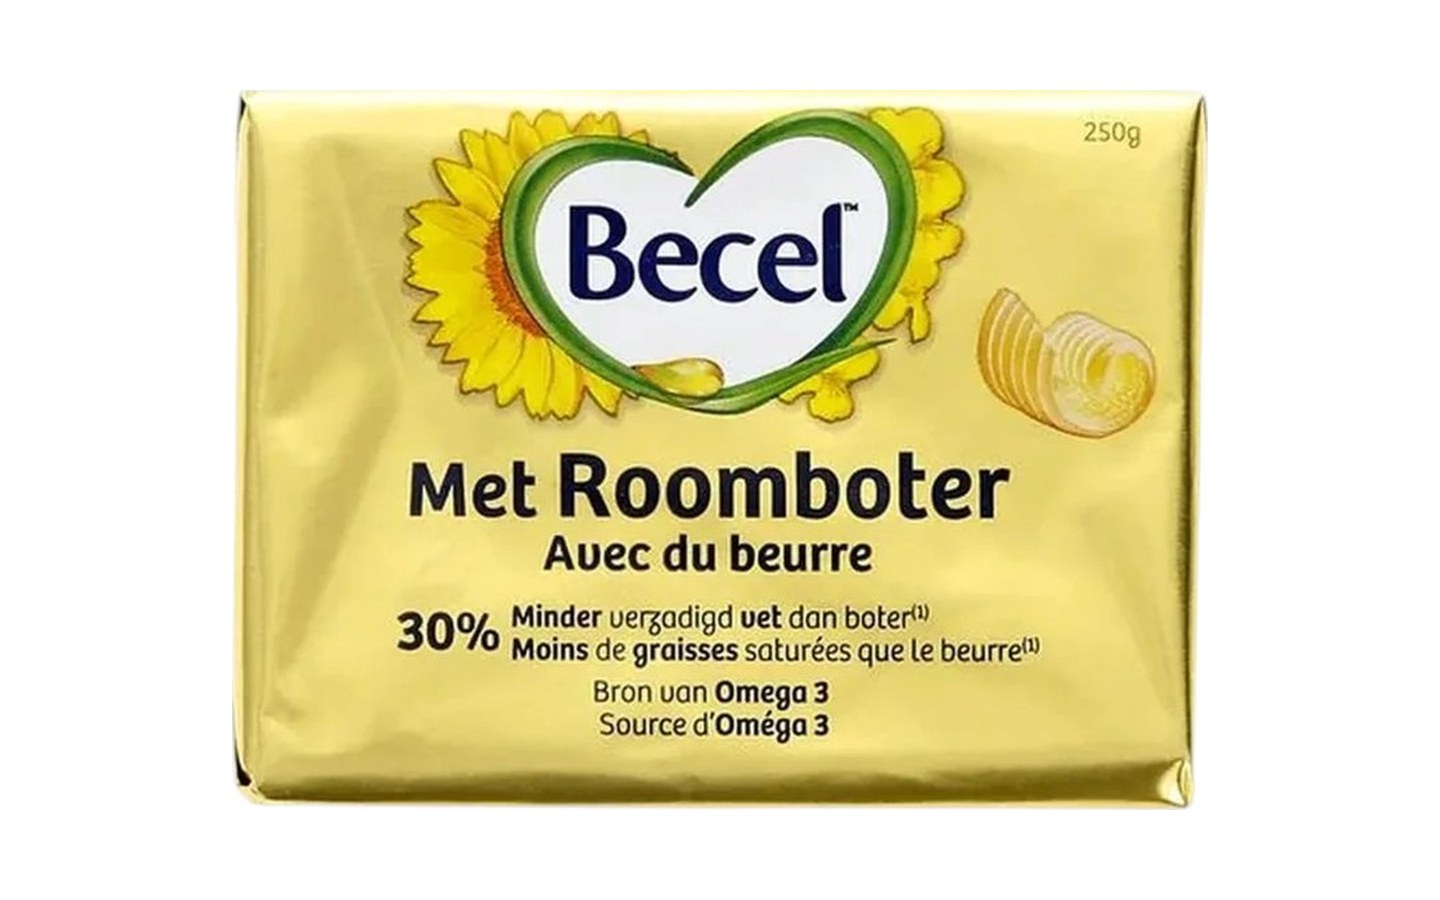 250g
Becel™
Met Roomboter
Avec du beurre
30% Minder verzadigd vet dan boter(1)
Moins de graisses saturées que le beurre(1)
Bron van Omega 3
Source d'Oméga 3